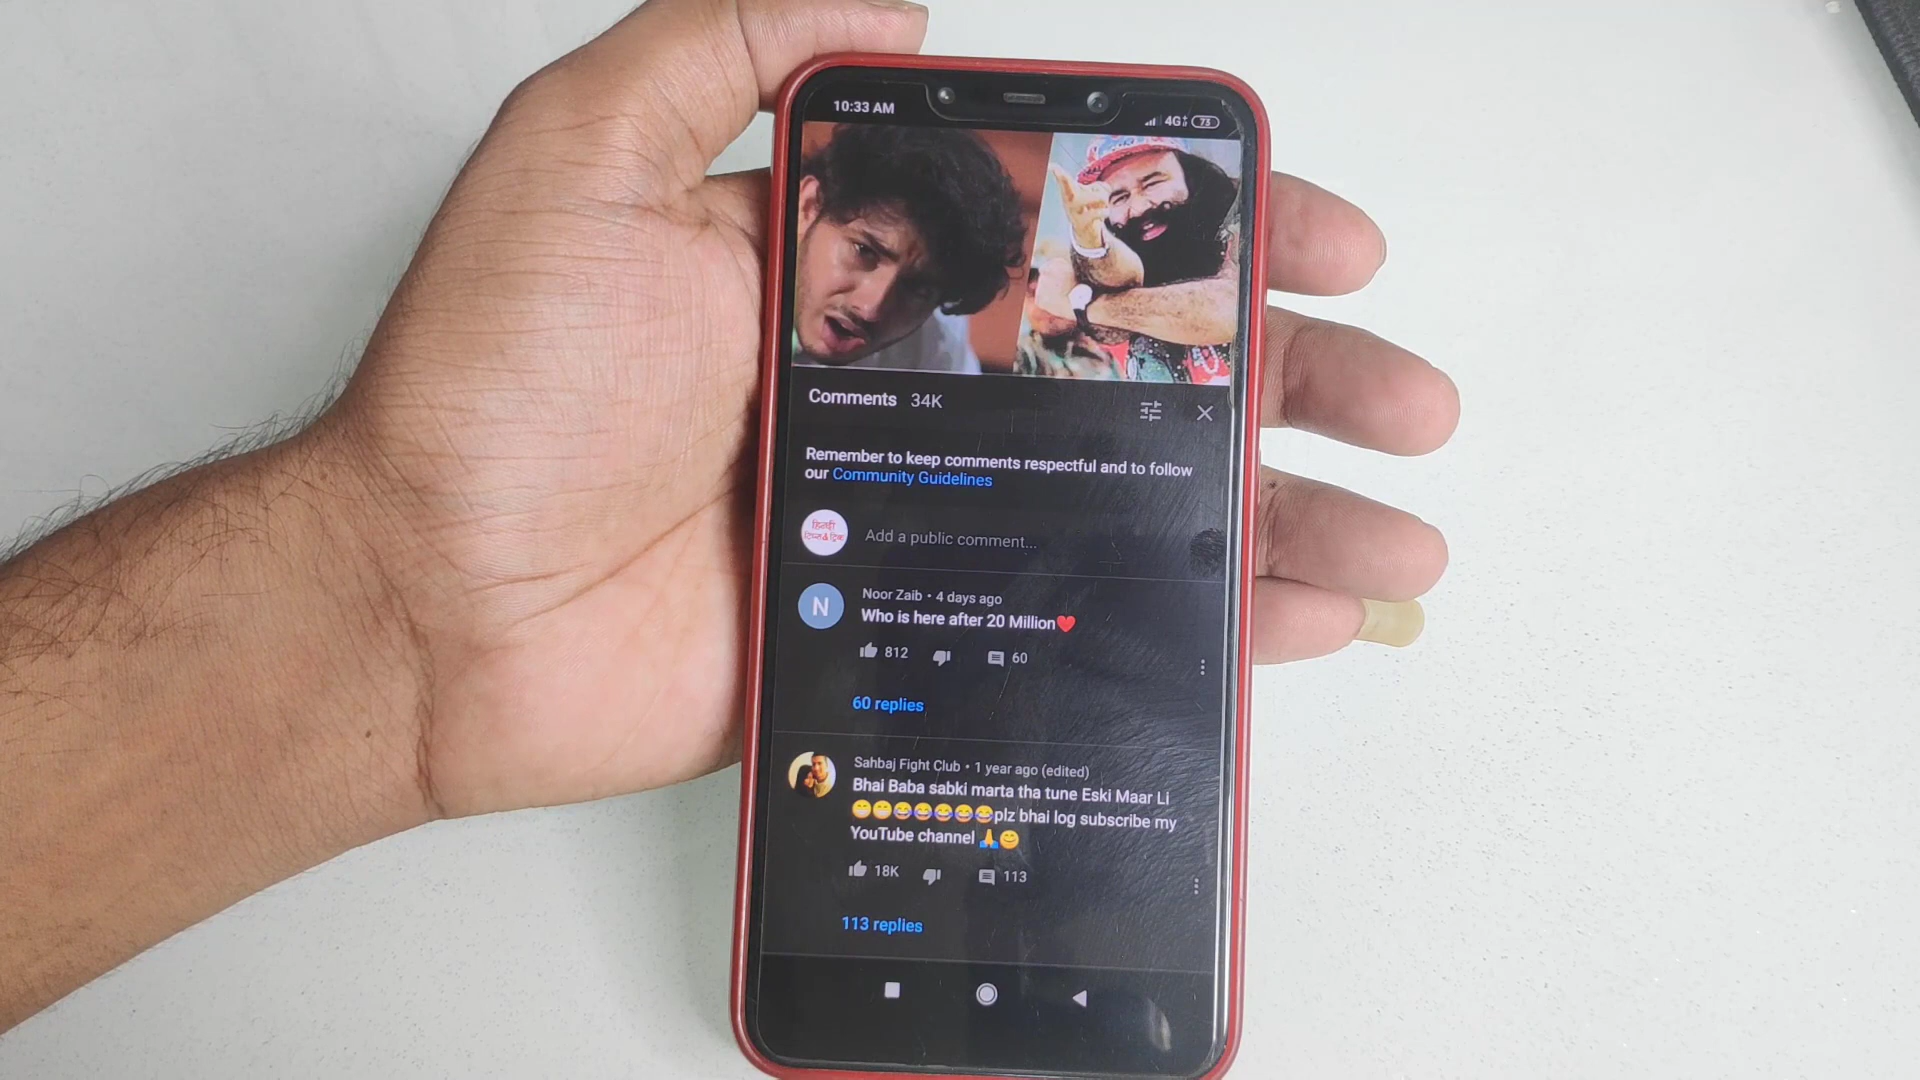 10:33 AM
4G 73
Comments 34K
Remember to keep comments respectful and to follow
our Community Guidelines
हिन्दी
टिप्स&ट्रिक
Add a public comment...
N
Noor Zaib • 4 days ago
Who is here after 20 Million❤️
812 60
60 replies
Sahbaj Fight Club • 1 year ago (edited)
Bhai Baba sabki marta tha tune Eski Maar Li
😁😁😂😂😂😂😂plz bhai log subscribe my
YouTube channel 🙏😊
18K 113
113 replies